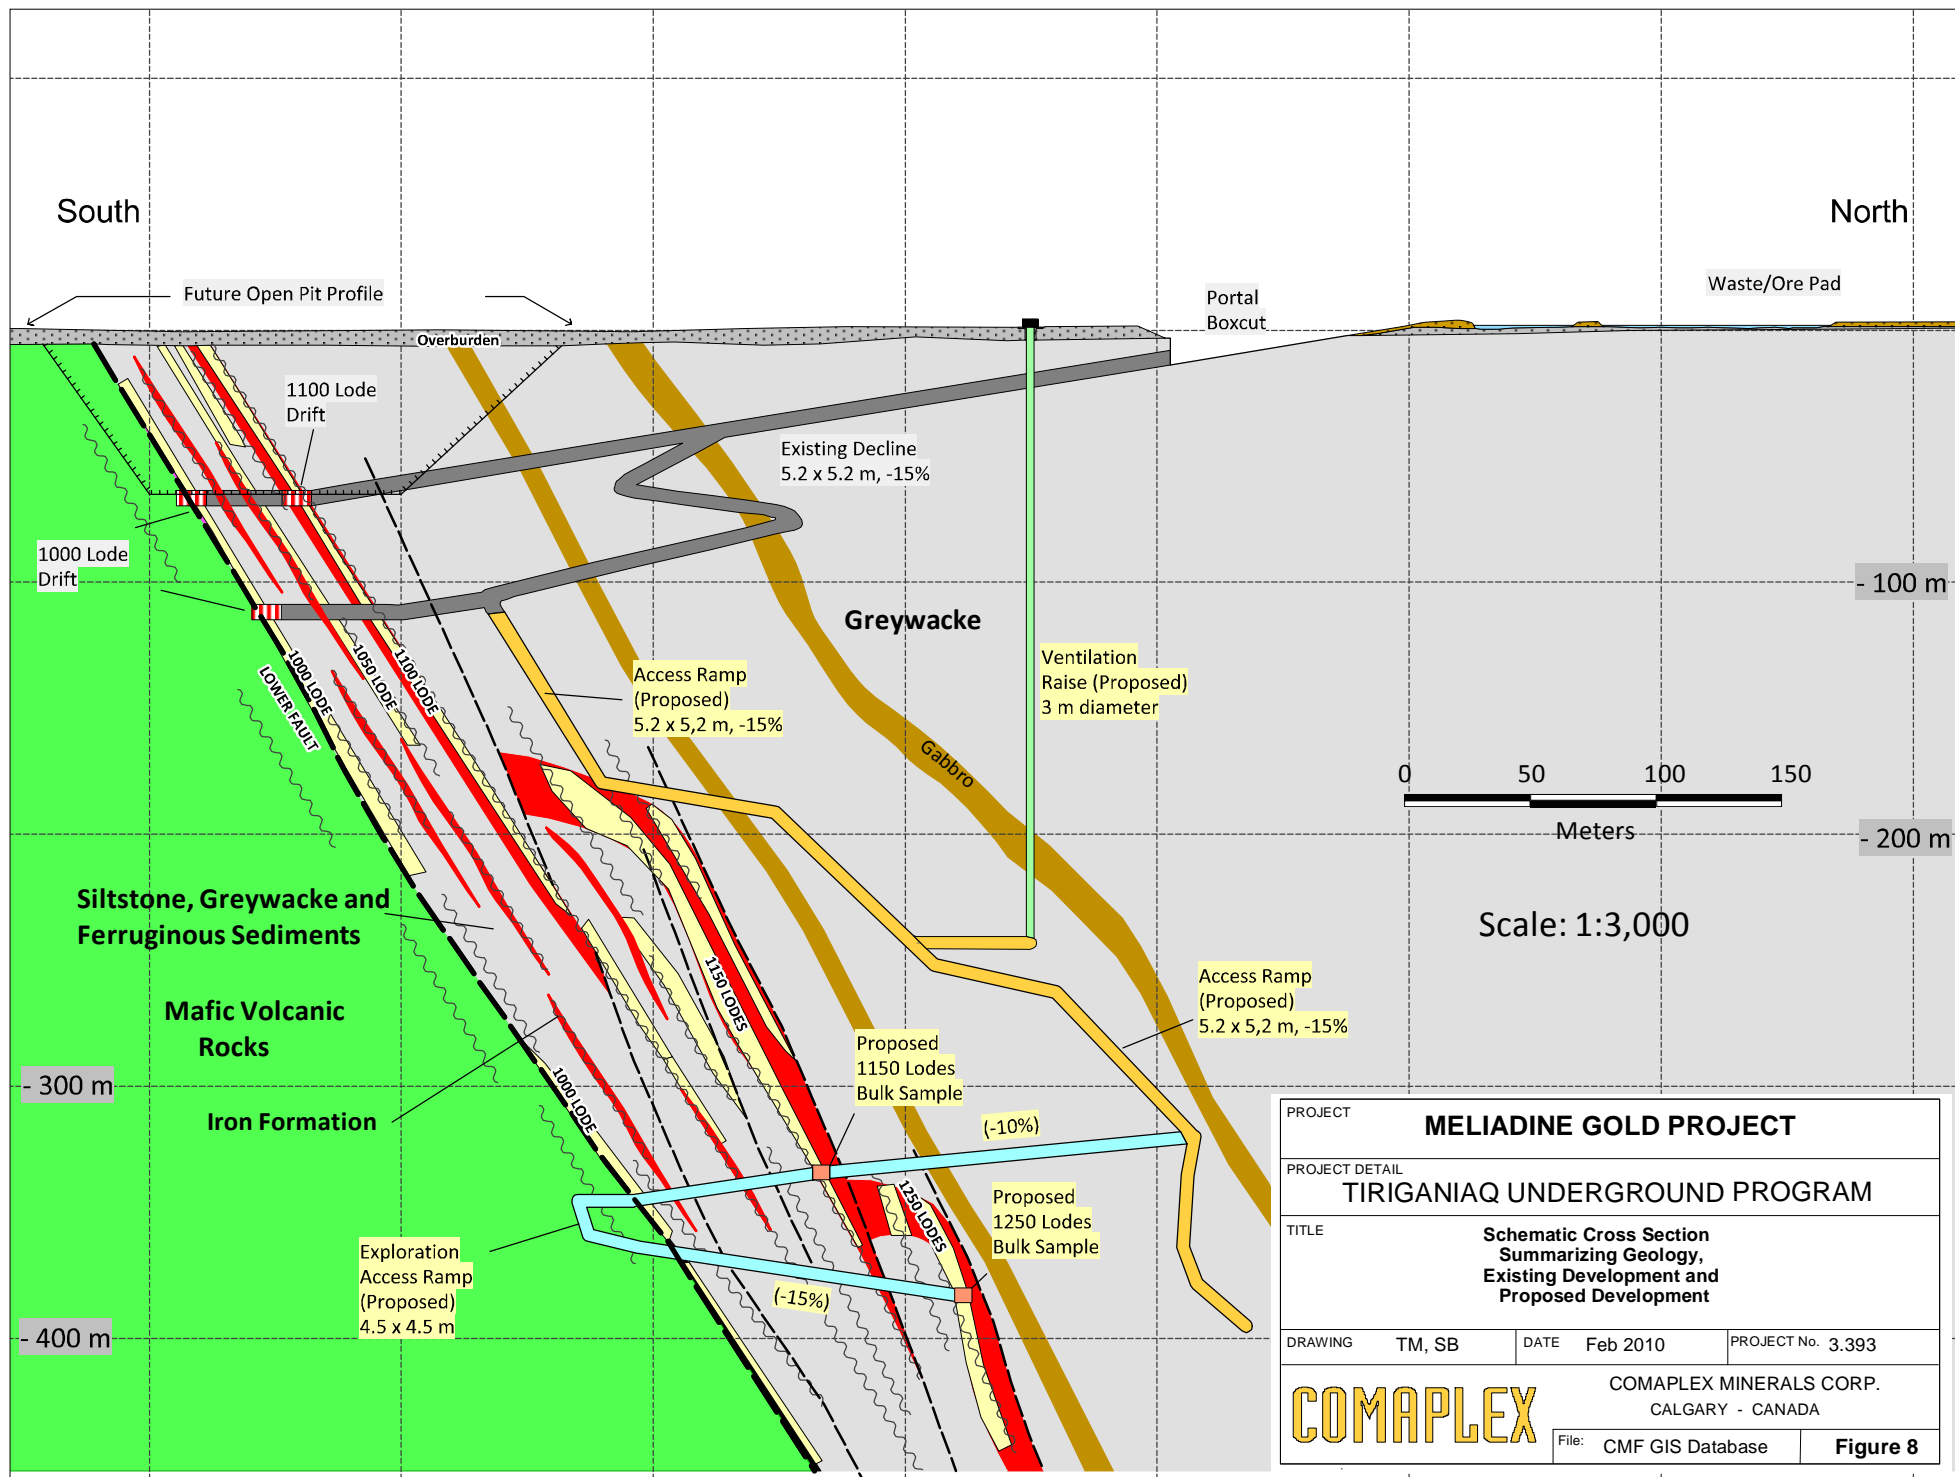 South
North
Future Open Pit Profile
Portal
Boxcut
Waste/Ore Pad
Overburden
1100 Lode
Drift
Existing Decline
5.2 x 5.2 m, -15%
1000 Lode
Drift
- 100 m
Greywacke
1000 LODE
1050 LODE
1100 LODE
LOWER FAULT
Access Ramp
(Proposed)
5.2 x 5,2 m, -15%
Ventilation
Raise (Proposed)
3 m diameter
Gabbro
0 50 100 150
Meters
- 200 m
Siltstone, Greywacke and
Ferruginous Sediments
Scale: 1:3,000
1150 LODES
Access Ramp
(Proposed)
5.2 x 5,2 m, -15%
Mafic Volcanic
Rocks
Proposed
1150 Lodes
Bulk Sample
- 300 m
1000 LODE
Iron Formation
(-10%)
1250 LODES
Proposed
1250 Lodes
Bulk Sample
Exploration
Access Ramp
(Proposed)
4.5 x 4.5 m
(-15%)
- 400 m
PROJECT
MELIADINE GOLD PROJECT
PROJECT DETAIL
TIRIGANIAQ UNDERGROUND PROGRAM
TITLE
Schematic Cross Section
Summarizing Geology,
Existing Development and
Proposed Development
DRAWING TM, SB DATE Feb 2010 PROJECT No. 3.393
COMAPLEX
COMAPLEX MINERALS CORP.
CALGARY - CANADA
File: CMF GIS Database Figure 8